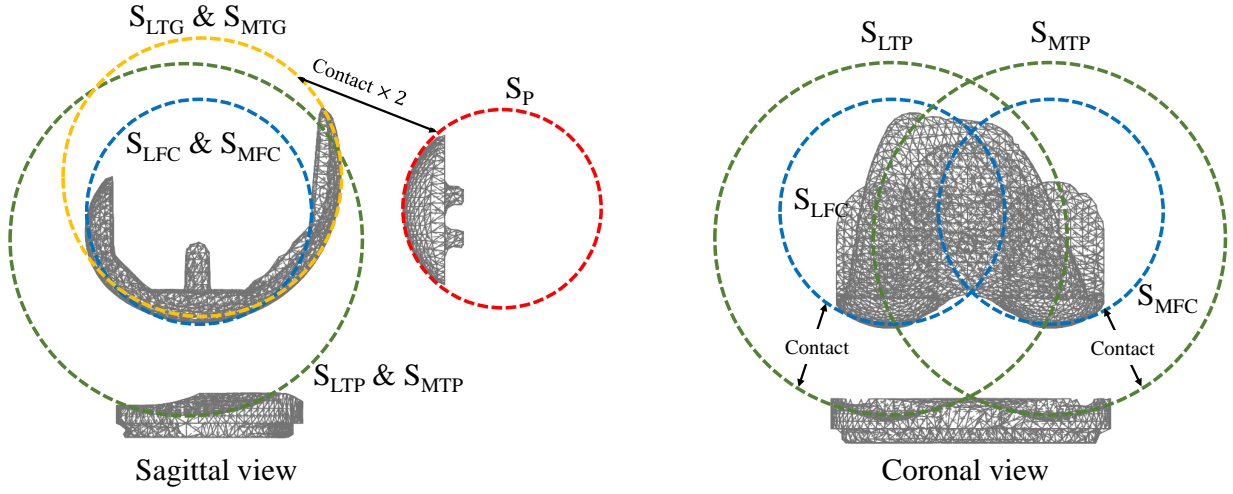 S_LTG & S_MTG
Contact × 2
S_P
S_LFC & S_MFC
S_LTP & S_MTP
Sagittal view
S_LTP
S_MTP
S_LFC
S_MFC
Contact
Contact
Coronal view